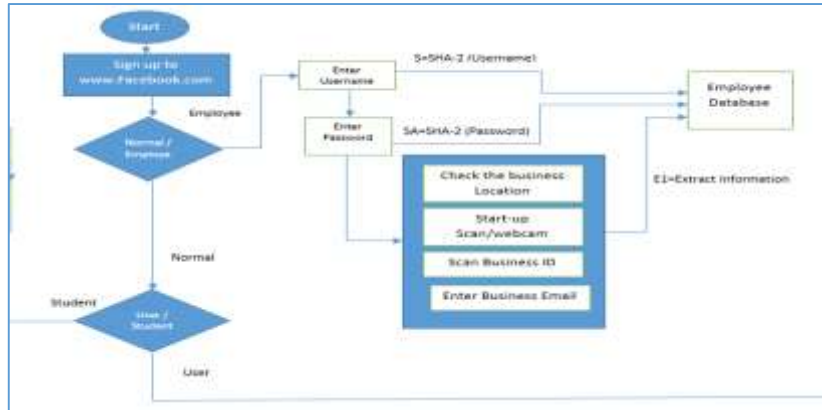 Start
Sign up to
www.Facebook.com
Employee
Normal /
Enter
Username
S=SHA-2 (Username)
Employee
Database
Enter
Password
SA=SHA-2 (Password)
Check the business
Location
Start-up
Scan/webcam
Scan Business ID
Enter Business Email
E1=Extract Information
Normal
Student
User /
Student
User